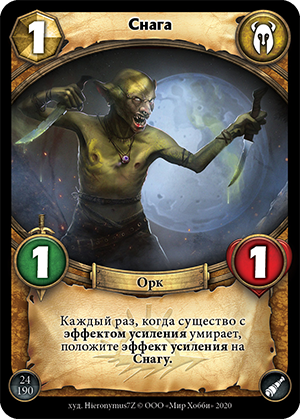 1
Снага
1
1
Орк
Каждый раз, когда существо с
эффектом усиления умирает,
положите эффект усиления на
Снагу.
24
190
худ. Hieronymus7Z © ООО «Мир Хобби» 2020